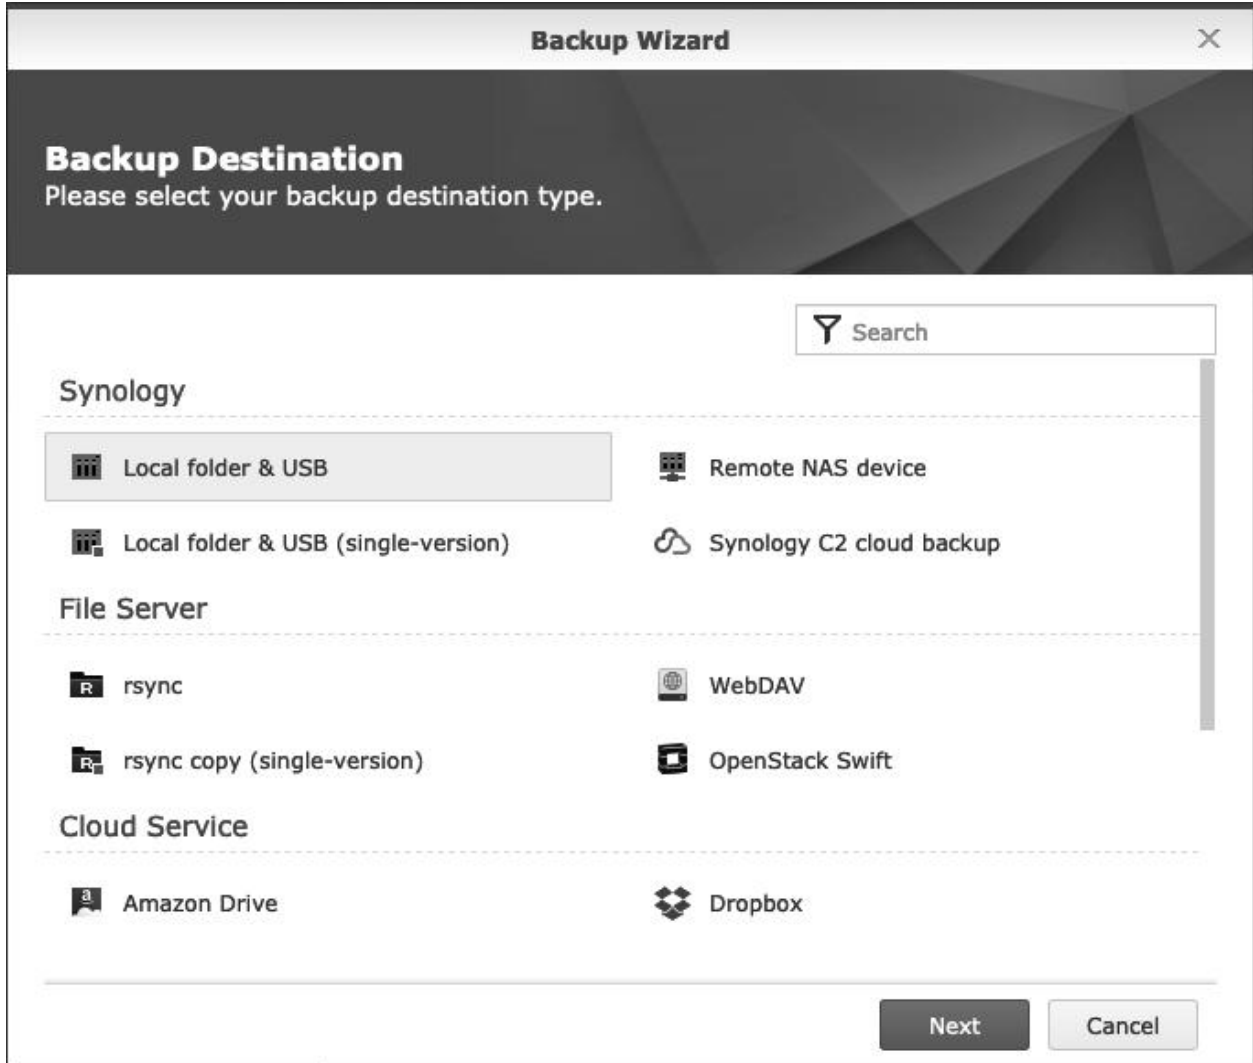 Backup Wizard
Backup Destination
Please select your backup destination type.
Search
Synology
Local folder & USB
Remote NAS device
Local folder & USB (single-version)
Synology C2 cloud backup
File Server
R rsync
WebDAV
R rsync copy (single-version)
OpenStack Swift
Cloud Service
a Amazon Drive
Dropbox
Next
Cancel